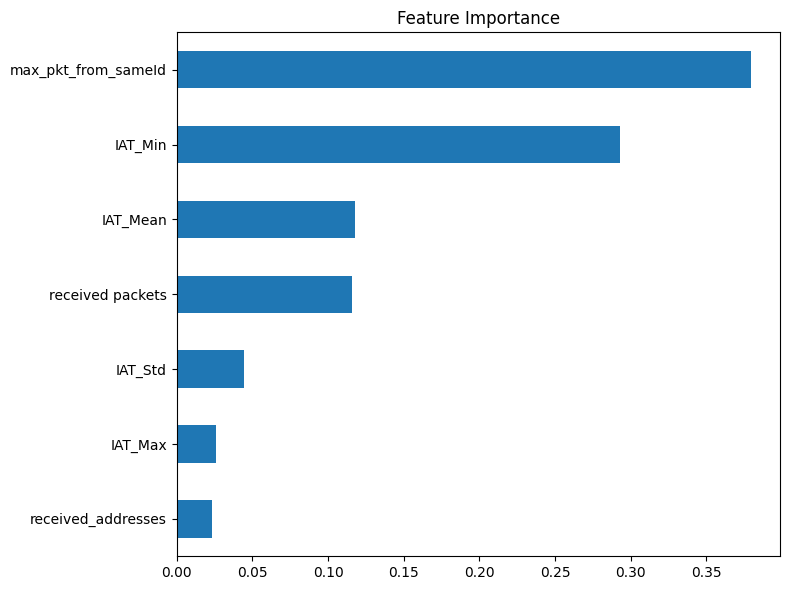 Feature Importance
max_pkt_from_sameId
IAT_Min
IAT_Mean
received packets
IAT_Std
IAT_Max
received_addresses
0.00 0.05 0.10 0.15 0.20 0.25 0.30 0.35